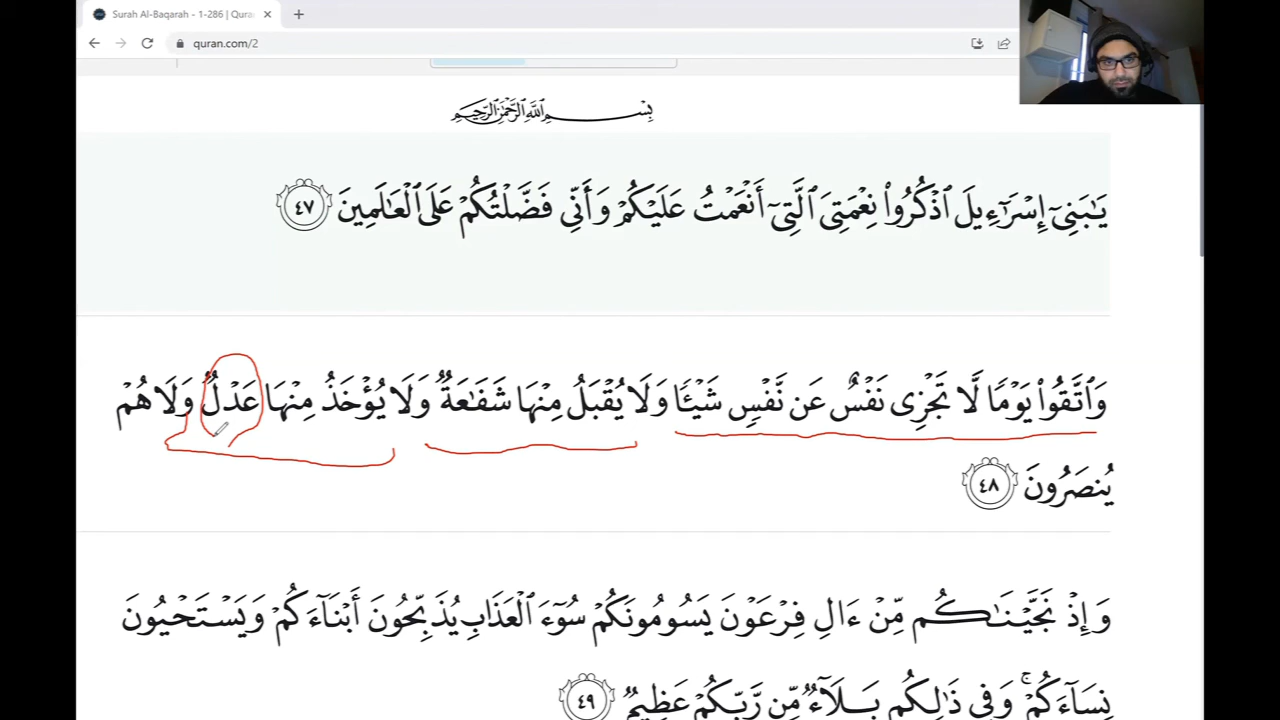 Surah Al-Baqarah - 1-286 | Qura
quran.com/2
بِسْمِ ٱللَّهِ ٱلرَّحْمَٰنِ ٱلرَّحِيمِ
يَـٰبَنِىٓ إِسْرَٰٓءِيلَ ٱذْكُرُوا۟ نِعْمَتِىَ ٱلَّتِىٓ أَنْعَمْتُ عَلَيْكُمْ وَأَنِّى فَضَّلْتُكُمْ عَلَى ٱلْعَـٰلَمِينَ ٤٧
وَٱتَّقُوا۟ يَوْمًا لَّا تَجْزِى نَفْسٌ عَن نَّفْسٍ شَيْـًٔا وَلَا يُقْبَلُ مِنْهَا شَفَـٰعَةٌ وَلَا يُؤْخَذُ مِنْهَا عَدْلٌ وَلَا هُمْ
يُنصَرُونَ ٤٨
وَإِذْ نَجَّيْنَـٰكُم مِّنْ ءَالِ فِرْعَوْنَ يَسُومُونَكُمْ سُوٓءَ ٱلْعَذَابِ يُذَبِّحُونَ أَبْنَآءَكُمْ وَيَسْتَحْيُونَ
نِسَآءَكُمْ ۚ وَفِى ذَٰلِكُم بَلَآءٌ مِّن رَّبِّكُمْ عَظِيمٌ ٤٩